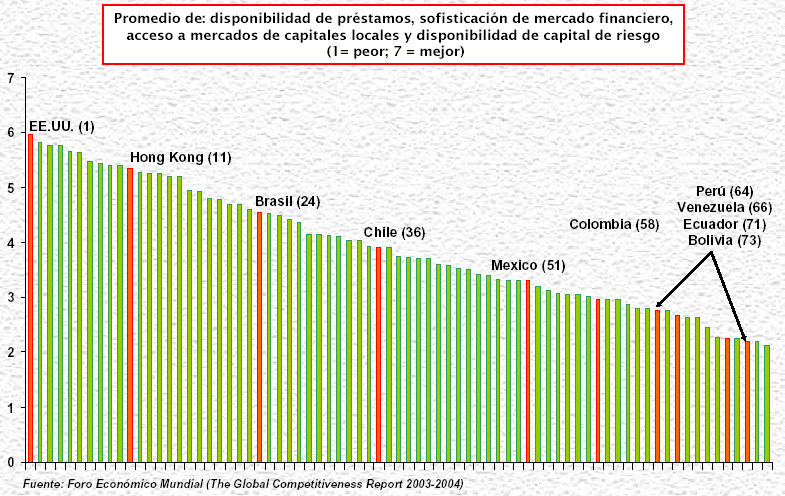 Promedio de: disponibilidad de préstamos, sofisticación de mercado financiero,
acceso a mercados de capitales locales y disponibilidad de capital de riesgo
(1= peor; 7 = mejor)
7
6
5
4
3
2
1
0
EE.UU. (1)
Hong Kong (11)
Brasil (24)
Chile (36)
Mexico (51)
Colombia (58)
Perú (64)
Venezuela (66)
Ecuador (71)
Bolivia (73)
Fuente: Foro Económico Mundial (The Global Competitiveness Report 2003-2004)